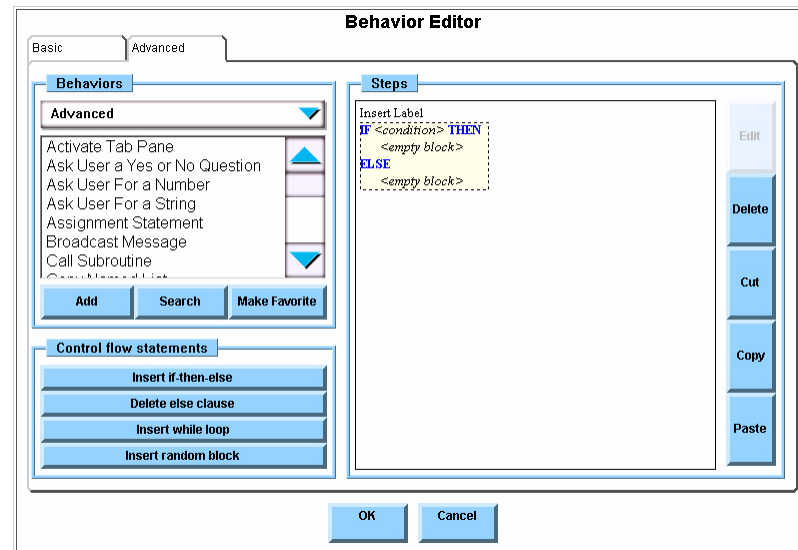 Behavior Editor
Basic
Advanced
Behaviors
Advanced
Activate Tab Pane
Ask User a Yes or No Question
Ask User For a Number
Ask User For a String
Assignment Statement
Broadcast Message
Call Subroutine
Add
Search
Make Favorite
Control flow statements
Insert if-then-else
Delete else clause
Insert while loop
Insert random block
Steps
Insert Label
IF <condition> THEN
<empty block>
ELSE
<empty block>
Edit
Delete
Cut
Copy
Paste
OK
Cancel